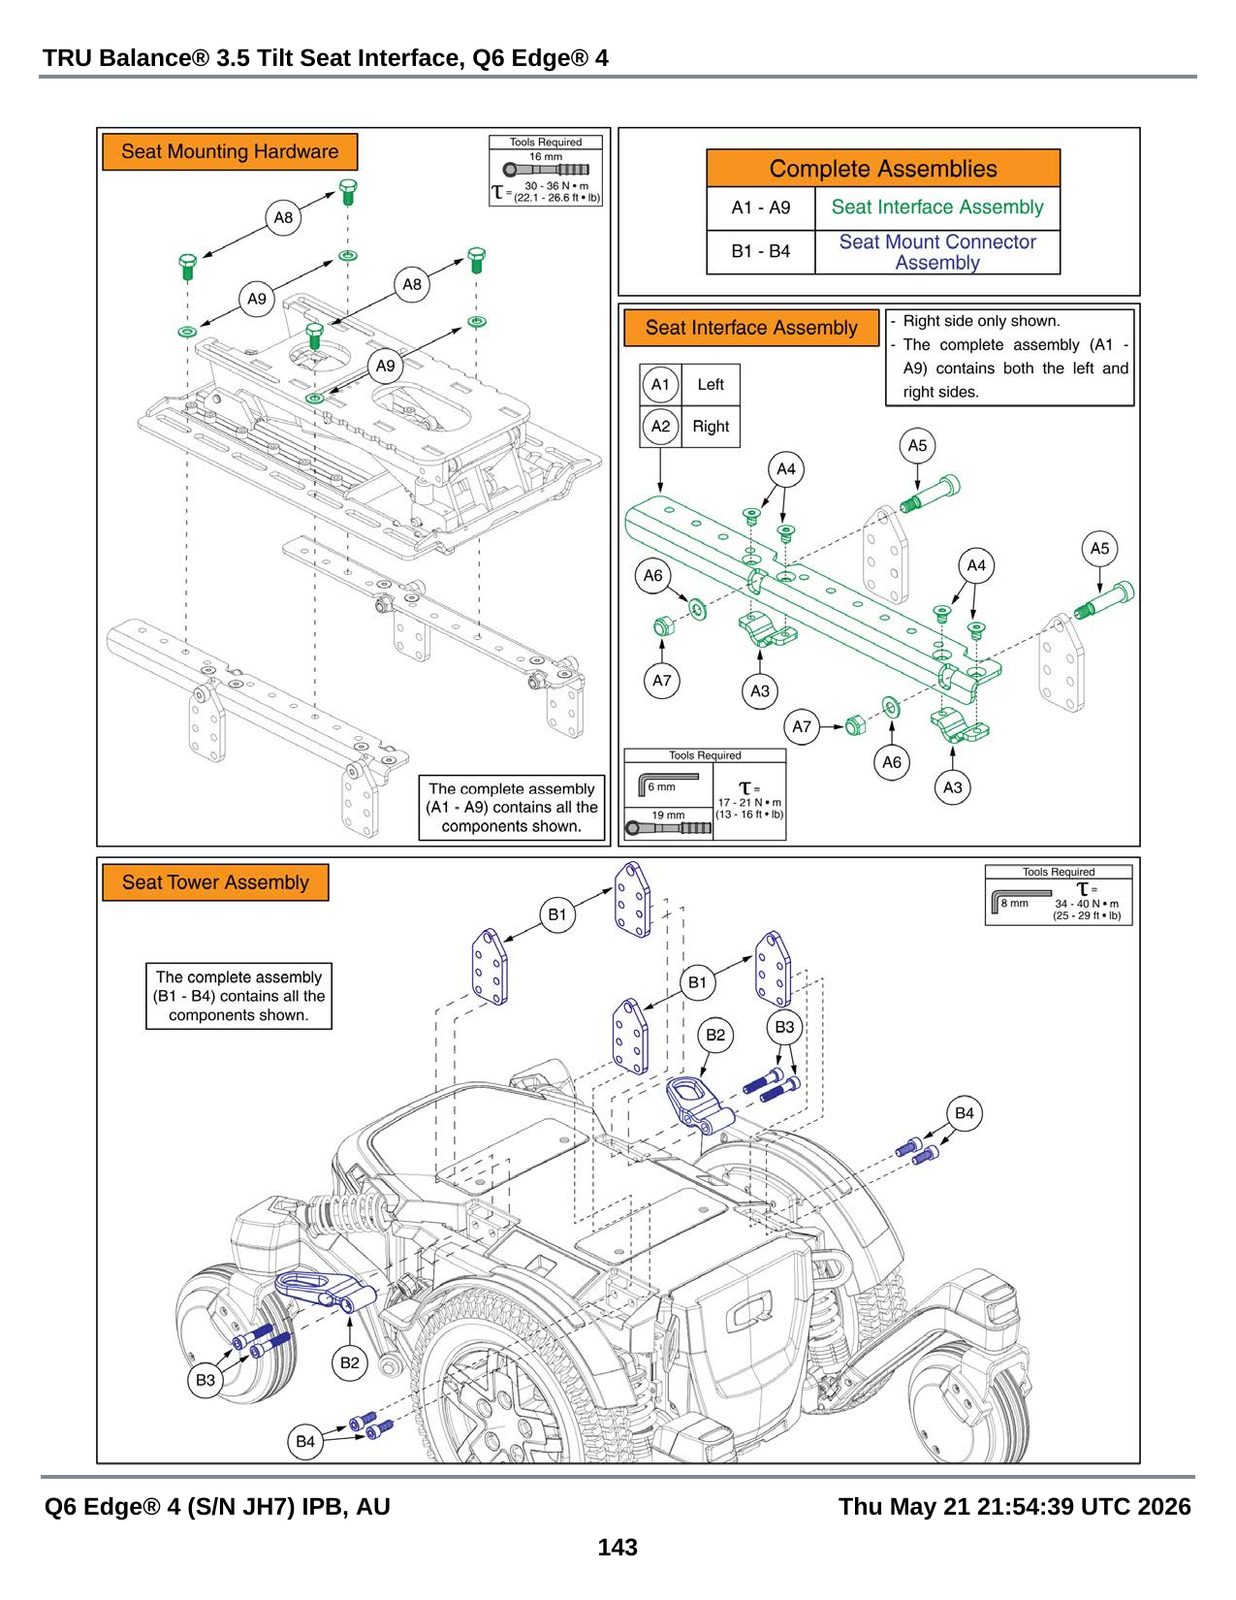 TRU Balance® 3.5 Tilt Seat Interface, Q6 Edge® 4
Seat Mounting Hardware
Tools Required
16 mm
τ = 30 - 36 N • m
(22.1 - 26.6 ft • lb)
A8
A9
A8
A9
The complete assembly
(A1 - A9) contains all the
components shown.
Complete Assemblies
A1 - A9 Seat Interface Assembly
B1 - B4 Seat Mount Connector
Assembly
Seat Interface Assembly
- Right side only shown.
- The complete assembly (A1 -
A9) contains both the left and
right sides.
A1 Left
A2 Right
A5
A4
A5
A4
A6
A7
A3
A7
A6
A3
Tools Required
6 mm
19 mm
τ =
17 - 21 N • m
(13 - 16 ft • lb)
Seat Tower Assembly
Tools Required
8 mm
τ =
34 - 40 N • m
(25 - 29 ft • lb)
The complete assembly
(B1 - B4) contains all the
components shown.
B1
B1
B2
B3
B4
B2
B3
B4
Q6 Edge® 4 (S/N JH7) IPB, AU
Thu May 21 21:54:39 UTC 2026
143